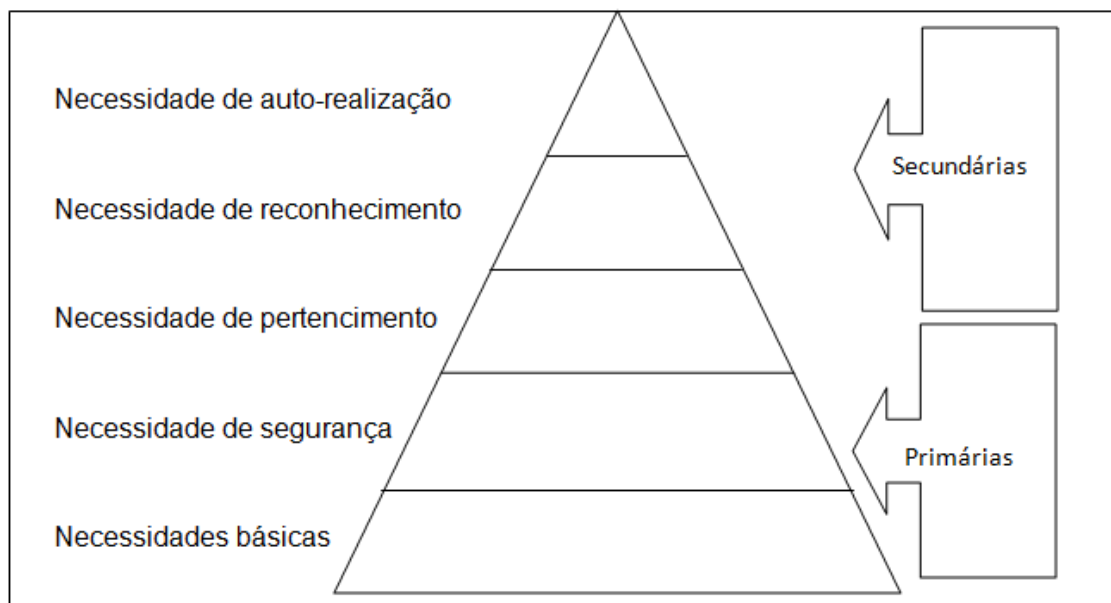 Necessidade de auto-realização
Secundárias
Necessidade de reconhecimento
Necessidade de pertencimento
Necessidade de segurança
Primárias
Necessidades básicas